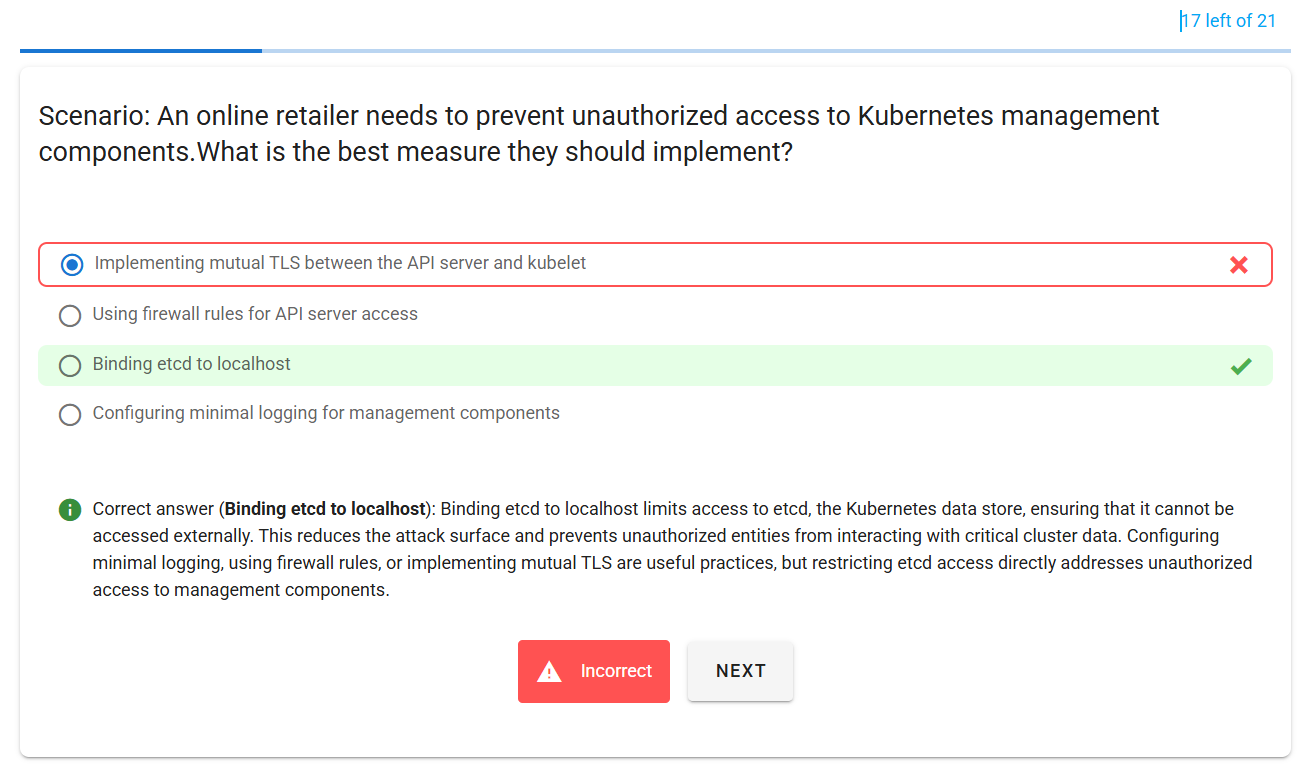 17 left of 21
Scenario: An online retailer needs to prevent unauthorized access to Kubernetes management
components.What is the best measure they should implement?
Implementing mutual TLS between the API server and kubelet
Using firewall rules for API server access
Binding etcd to localhost
Configuring minimal logging for management components
Correct answer (Binding etcd to localhost): Binding etcd to localhost limits access to etcd, the Kubernetes data store, ensuring that it cannot be
accessed externally. This reduces the attack surface and prevents unauthorized entities from interacting with critical cluster data. Configuring
minimal logging, using firewall rules, or implementing mutual TLS are useful practices, but restricting etcd access directly addresses unauthorized
access to management components.
Incorrect
NEXT